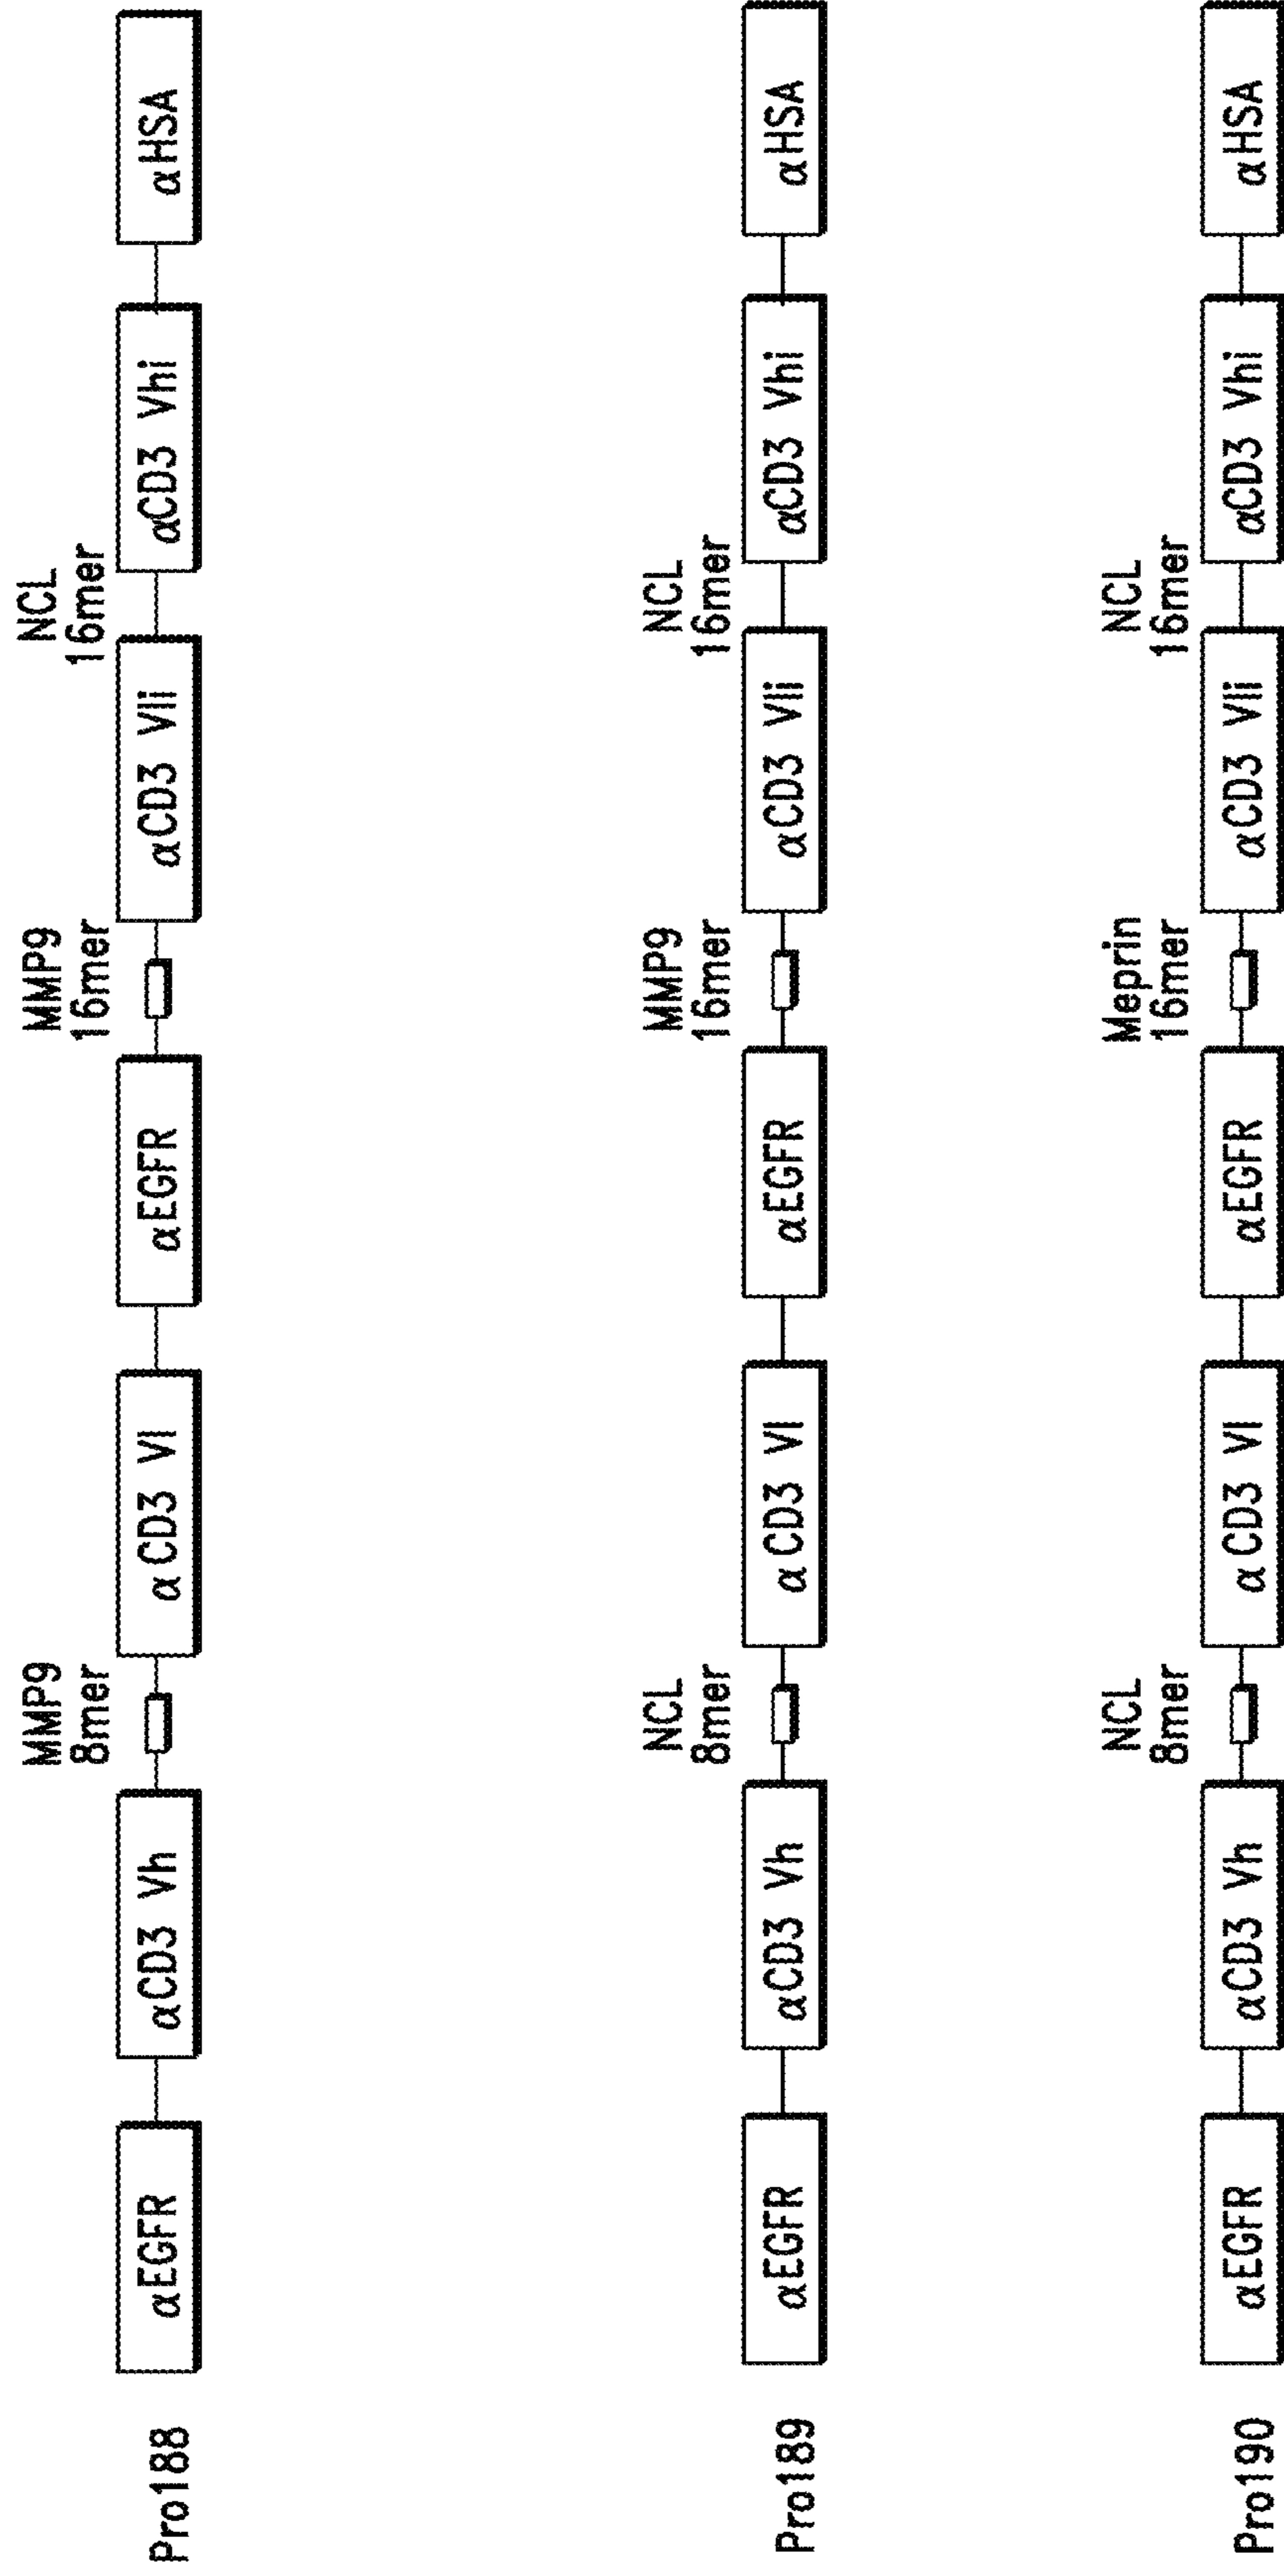 MMP9 MMP9 NCL
8mer 16mer 16mer
Pro188 αEGFR αCD3 Vh αCD3 Vl αEGFR αCD3 Vli αCD3 Vhi αHSA
NCL MMP9 NCL
8mer 16mer 16mer
Pro189 αEGFR αCD3 Vh αCD3 Vl αEGFR αCD3 Vli αCD3 Vhi αHSA
NCL Meprin NCL
8mer 16mer 16mer
Pro190 αEGFR αCD3 Vh αCD3 Vl αEGFR αCD3 Vli αCD3 Vhi αHSA